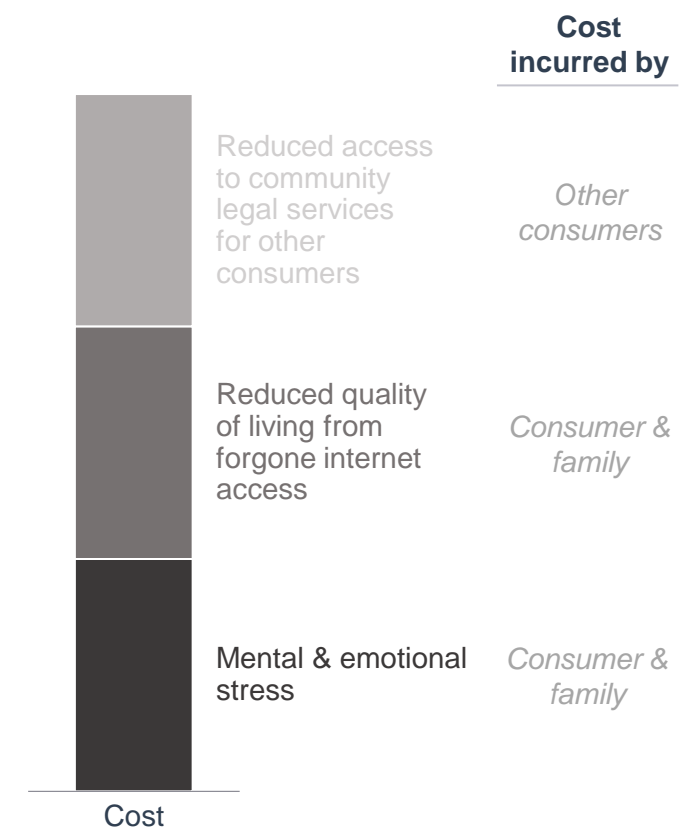 Cost
incurred by
Reduced access
to community
legal services
for other
consumers
Other
consumers
Reduced quality
of living from
forgone internet
access
Consumer &
family
Mental & emotional
stress
Consumer &
family
Cost